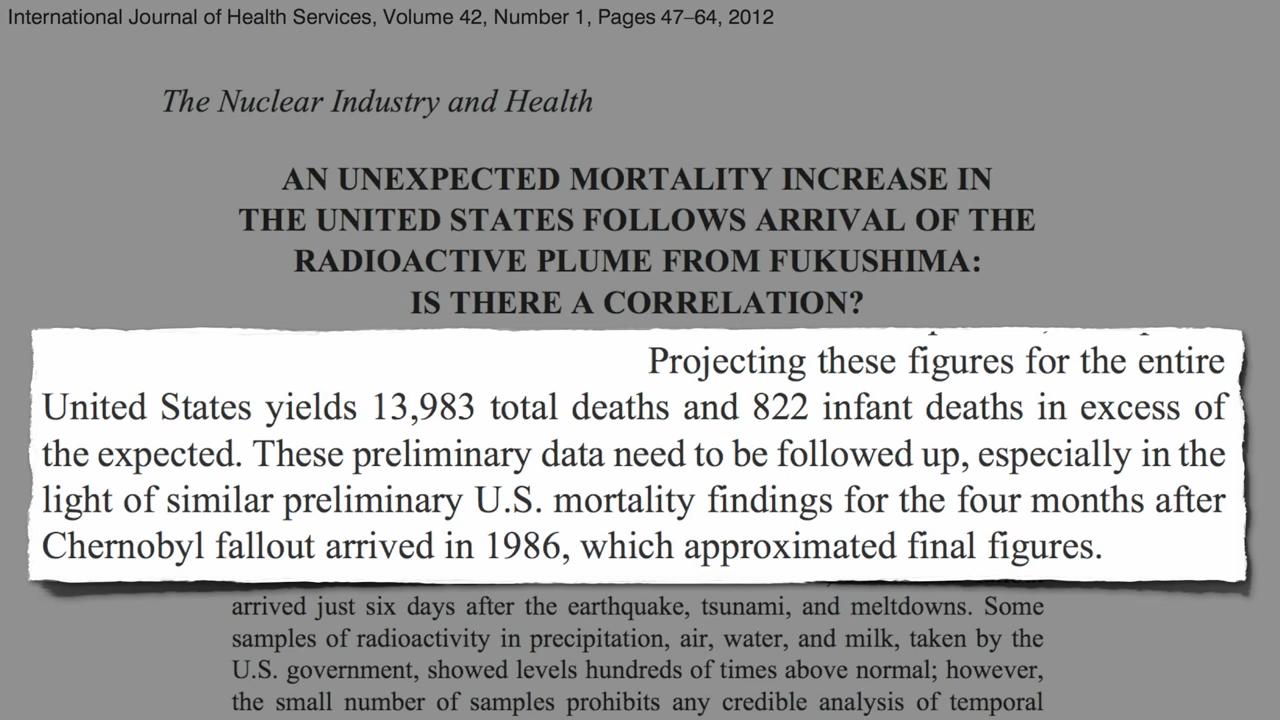 International Journal of Health Services, Volume 42, Number 1, Pages 47–64, 2012
The Nuclear Industry and Health
AN UNEXPECTED MORTALITY INCREASE IN
THE UNITED STATES FOLLOWS ARRIVAL OF THE
RADIOACTIVE PLUME FROM FUKUSHIMA:
IS THERE A CORRELATION?
Projecting these figures for the entire
United States yields 13,983 total deaths and 822 infant deaths in excess of
the expected. These preliminary data need to be followed up, especially in the
light of similar preliminary U.S. mortality findings for the four months after
Chernobyl fallout arrived in 1986, which approximated final figures.
arrived just six days after the earthquake, tsunami, and meltdowns. Some
samples of radioactivity in precipitation, air, water, and milk, taken by the
U.S. government, showed levels hundreds of times above normal; however,
the small number of samples prohibits any credible analysis of temporal